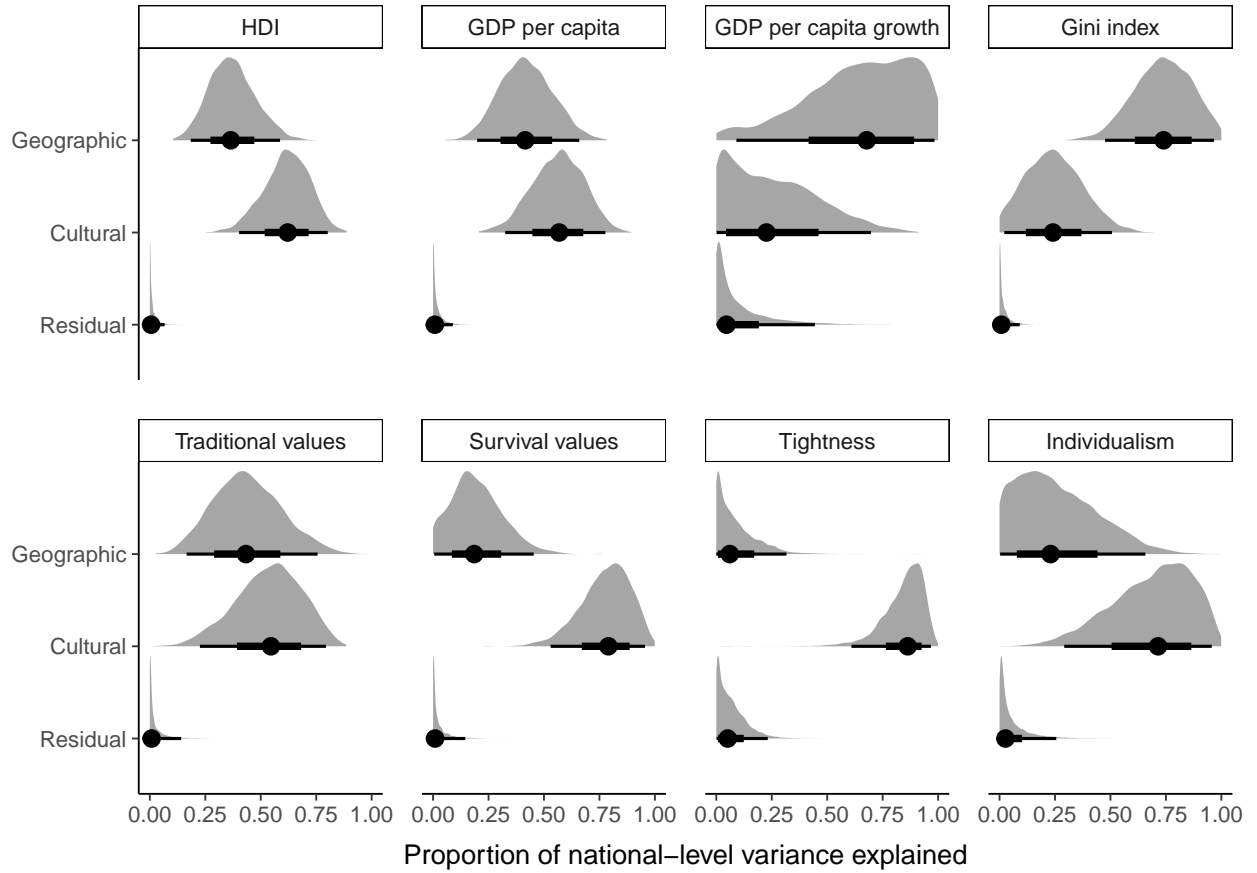 HDI
GDP per capita
GDP per capita growth
Gini index
Geographic
Cultural
Residual
Traditional values
Survival values
Tightness
Individualism
Geographic
Cultural
Residual
0.00 0.25 0.50 0.75 1.00
0.00 0.25 0.50 0.75 1.00
0.00 0.25 0.50 0.75 1.00
0.00 0.25 0.50 0.75 1.00
Proportion of national−level variance explained